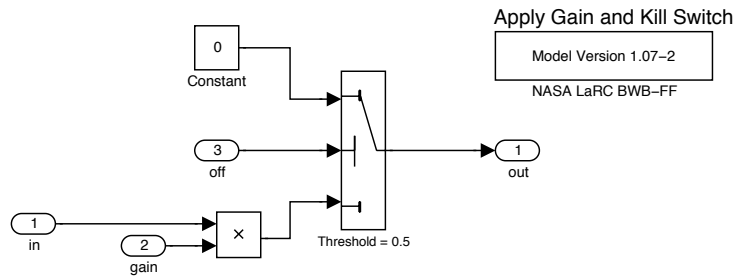 Apply Gain and Kill Switch
Model Version 1.07−2
NASA LaRC BWB−FF
0
Constant
3
off
1
out
1
in
2
gain
×
Threshold = 0.5